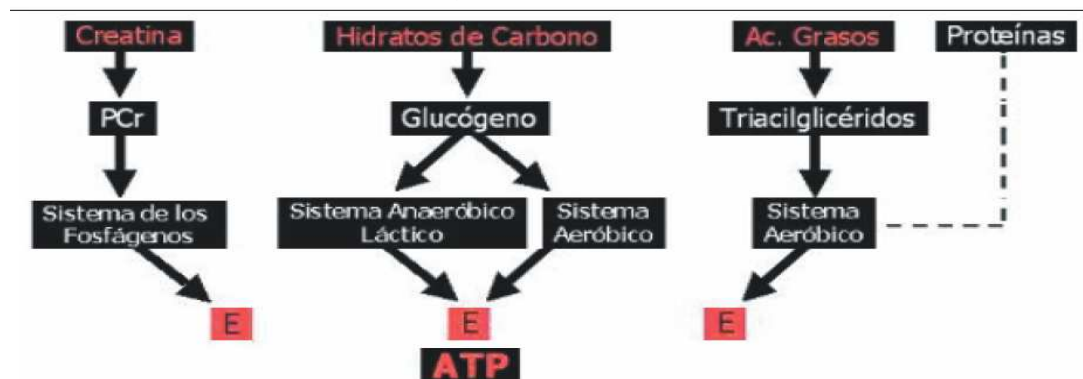 Creatina
Hidratos de Carbono
Ac. Grasos
Proteínas
PCr
Glucógeno
Triacilglicéridos
Sistema de los
Fosfágenos
Sistema Anaeróbico
Láctico
Sistema
Aeróbico
Sistema
Aeróbico
E
E
E
ATP